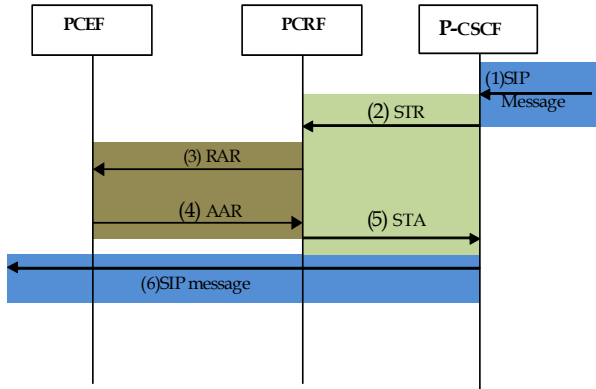 PCEF
PCRF
P-CSCF
(1)SIP
Message
(2) STR
(3) RAR
(4) AAR
(5) STA
(6)SIP message